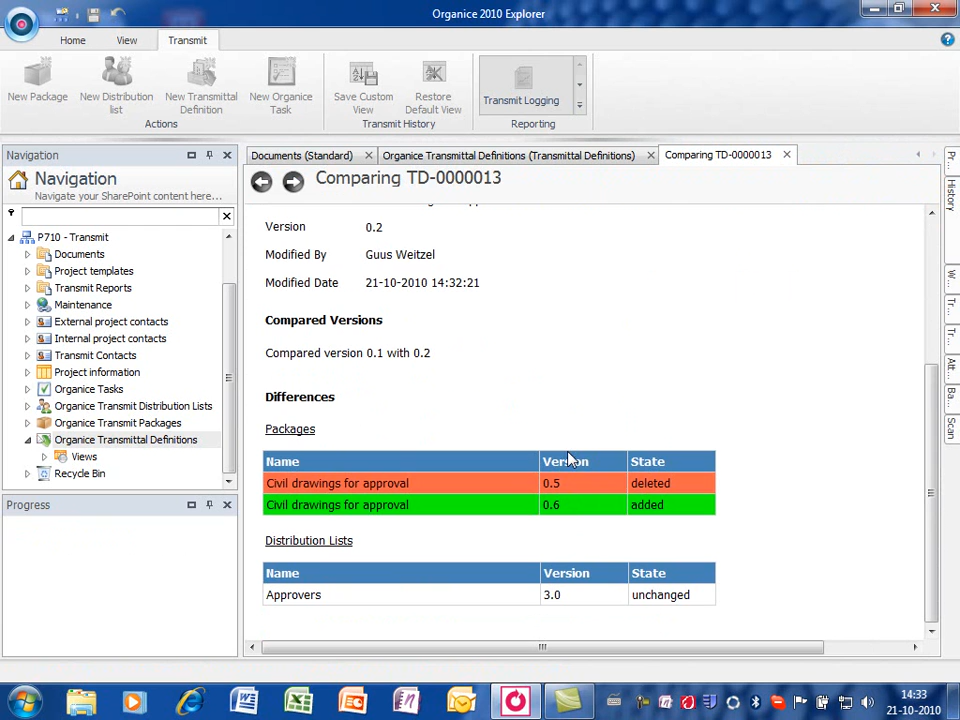 Organice 2010 Explorer
Home
View
Transmit
New Package
New Distribution
list
New Transmittal
Definition
New Organice
Task
Save Custom
View
Restore
Default View
Transmit Logging
Actions
Transmit History
Reporting
Navigation
Documents (Standard)
Organice Transmittal Definitions (Transmittal Definitions)
Comparing TD-0000013
Navigation
Navigate your SharePoint content here...
Comparing TD-0000013
P710 - Transmit
Documents
Project templates
Transmit Reports
Maintenance
External project contacts
Internal project contacts
Transmit Contacts
Project information
Organice Tasks
Organice Transmit Distribution Lists
Organice Transmit Packages
Organice Transmittal Definitions
Views
Recycle Bin
Progress
Version 0.2
Modified By Guus Weitzel
Modified Date 21-10-2010 14:32:21
Compared Versions
Compared version 0.1 with 0.2
Differences
Packages
Name Version State
Civil drawings for approval 0.5 deleted
Civil drawings for approval 0.6 added
Distribution Lists
Name Version State
Approvers 3.0 unchanged
Pr...
History
W...
Tr...
Tr...
Att...
Ba...
Scan
14:33
21-10-2010